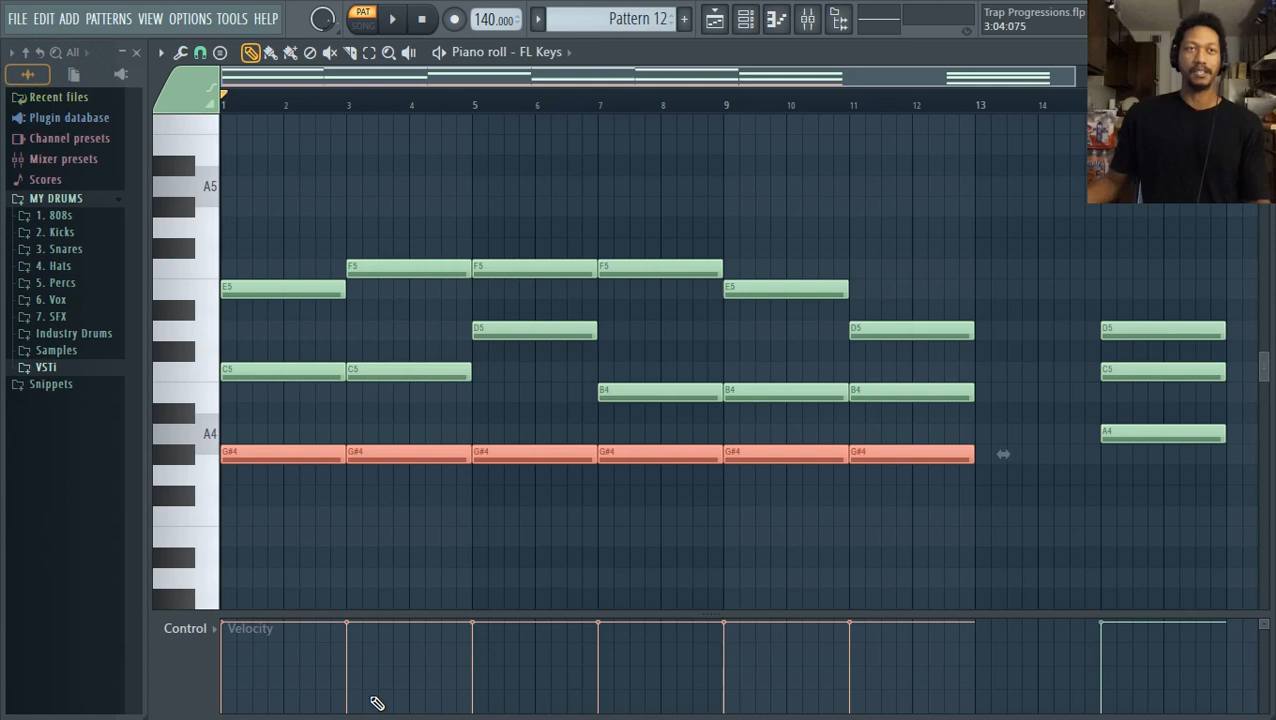 FILE EDIT ADD PATTERNS VIEW OPTIONS TOOLS HELP
PAT
SONG
140.000
Pattern 12
Trap Progressions.flp
3:04:075
All
Piano roll - FL Keys
Recent files
Plugin database
Channel presets
Mixer presets
Scores
MY DRUMS
1. 808s
2. Kicks
3. Snares
4. Hats
5. Percs
6. Vox
7. SFX
Industry Drums
Samples
VSTi
Snippets
1 2 3 4 5 6 7 8 9 10 11 12 13 14
A5
F5 F5 F5
E5 E5
D5 D5 D5
C5 C5 C5
B4 B4 B4
A4 A4
G#4 G#4 G#4 G#4 G#4 G#4
Control Velocity